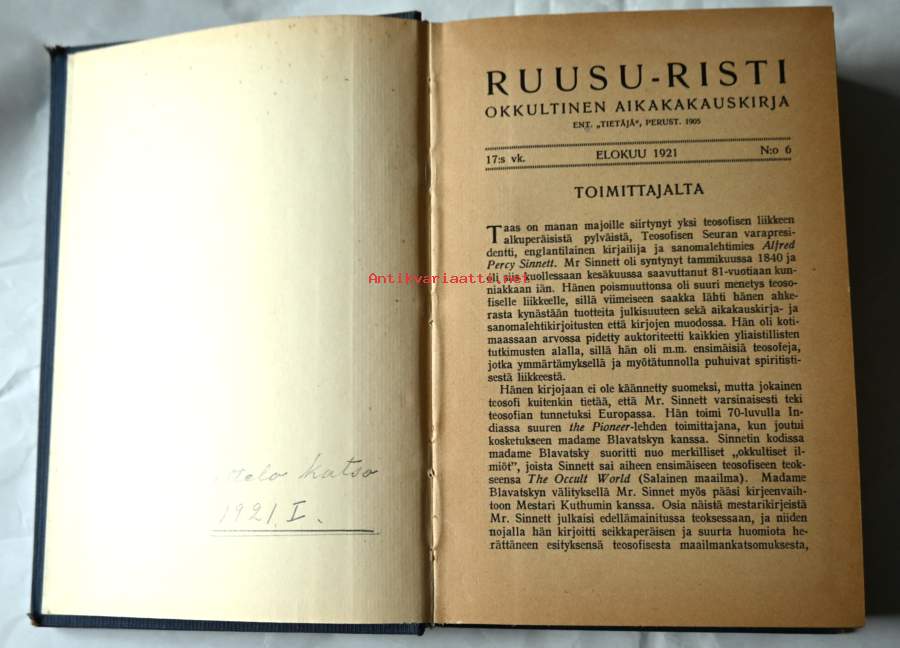 katso
1921 I.
RUUSU-RISTI
OKKULTINEN AIKAKAKAUSKIRJA
ENT. „TIETÄJÄ“, PERUST. 1905
17:s vk. ELOKUU 1921 N:o 6
TOIMITTAJALTA
Taas on manan majoille siirtynyt yksi teosofisen liikkeen
alkuperäisistä pylväistä, Teosofisen Seuran varapresi-
dentti, englantilainen kirjailija ja sanomalehtimies Alfred
Percy Sinnett. Mr Sinnett oli syntynyt tammikuussa 1840 ja
oli siis kuollessaan kesäkuussa saavuttanut 81-vuotiaan kun-
niakkaan iän. Hänen poismuuttonsa oli suuri menetys teoso-
fiselle liikkeelle, sillä viimeiseen saakka lähti hänen ahke-
rasta kynästään tuotteita julkisuuteen sekä aikakauskirja- ja
sanomalehtikirjoitusten että kirjojen muodossa. Hän oli koti-
maassaan arvossa pidetty auktoriteetti kaikkien yliaistillisten
tutkimusten alalla, sillä hän oli m.m. ensimäisiä teosofeja,
jotka ymmärtämyksellä ja myötätunnolla puhuivat spiritisti-
sestä liikkeestä.
Hänen kirjojaan ei ole käännetty suomeksi, mutta jokainen
teosofi kuitenkin tietää, että Mr. Sinnett varsinaisesti teki
teosofian tunnetuksi Europassa. Hän toimi 70-luvulla In-
diassa suuren the Pioneer-lehden toimittajana, kun joutui
kosketukseen madame Blavatskyn kanssa. Sinnetin kodissa
madame Blavatsky suoritti nuo merkilliset „okkultiset il-
miöt“, joista Sinnett sai aiheen ensimäiseen teosofiseen teok-
seensa The Occult World (Salainen maailma). Madame
Blavatskyn välityksellä Mr. Sinnet myös pääsi kirjeenvaih-
toon Mestari Kuthumin kanssa. Osia näistä mestarikirjeistä
Mr. Sinnett julkaisi edellämainitussa teoksessaan, ja niiden
nojalla hän kirjoitti seikkaperäisen ja suurta huomiota he-
rättäneen esityksensä teosofisesta maailmankatsomuksesta,
Antikvariaatti.net